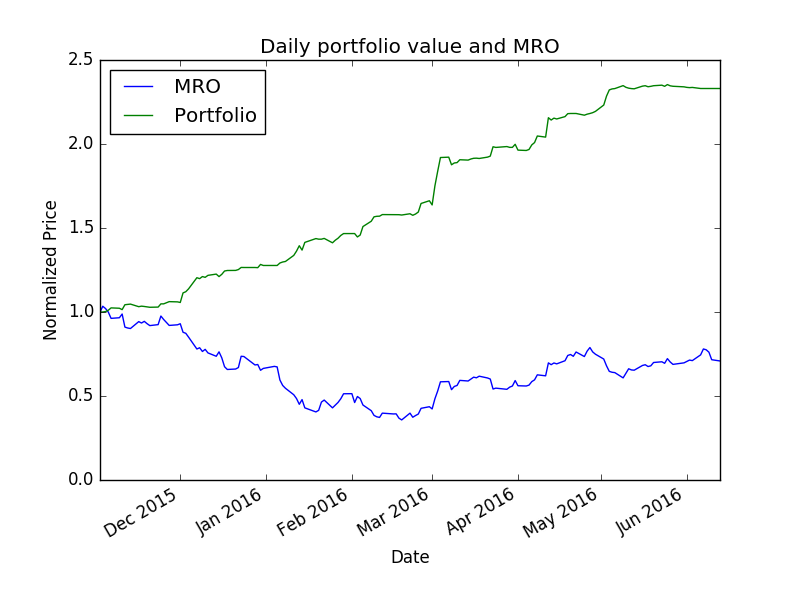 Daily portfolio value and MRO
2.5
2.0
1.5
1.0
0.5
0.0
Normalized Price
MRO
Portfolio
Dec 2015
Jan 2016
Feb 2016
Mar 2016
Apr 2016
May 2016
Jun 2016
Date